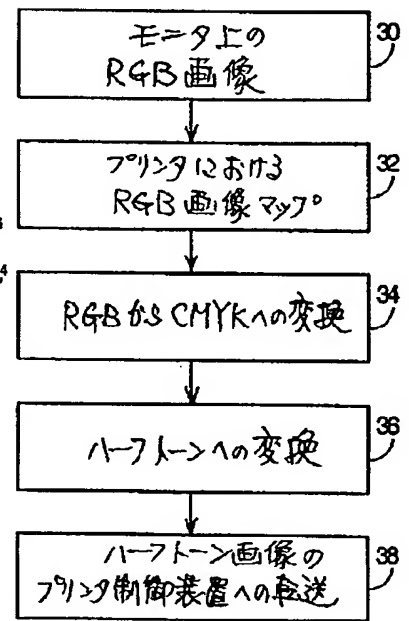 モニタ上の
RGB画像
30
プリンタにおける
RGB画像マップ
32
RGBからCMYKへの変換
34
ハーフトーンへの変換
36
ハーフトーン画像の
プリンタ制御装置への転送
38